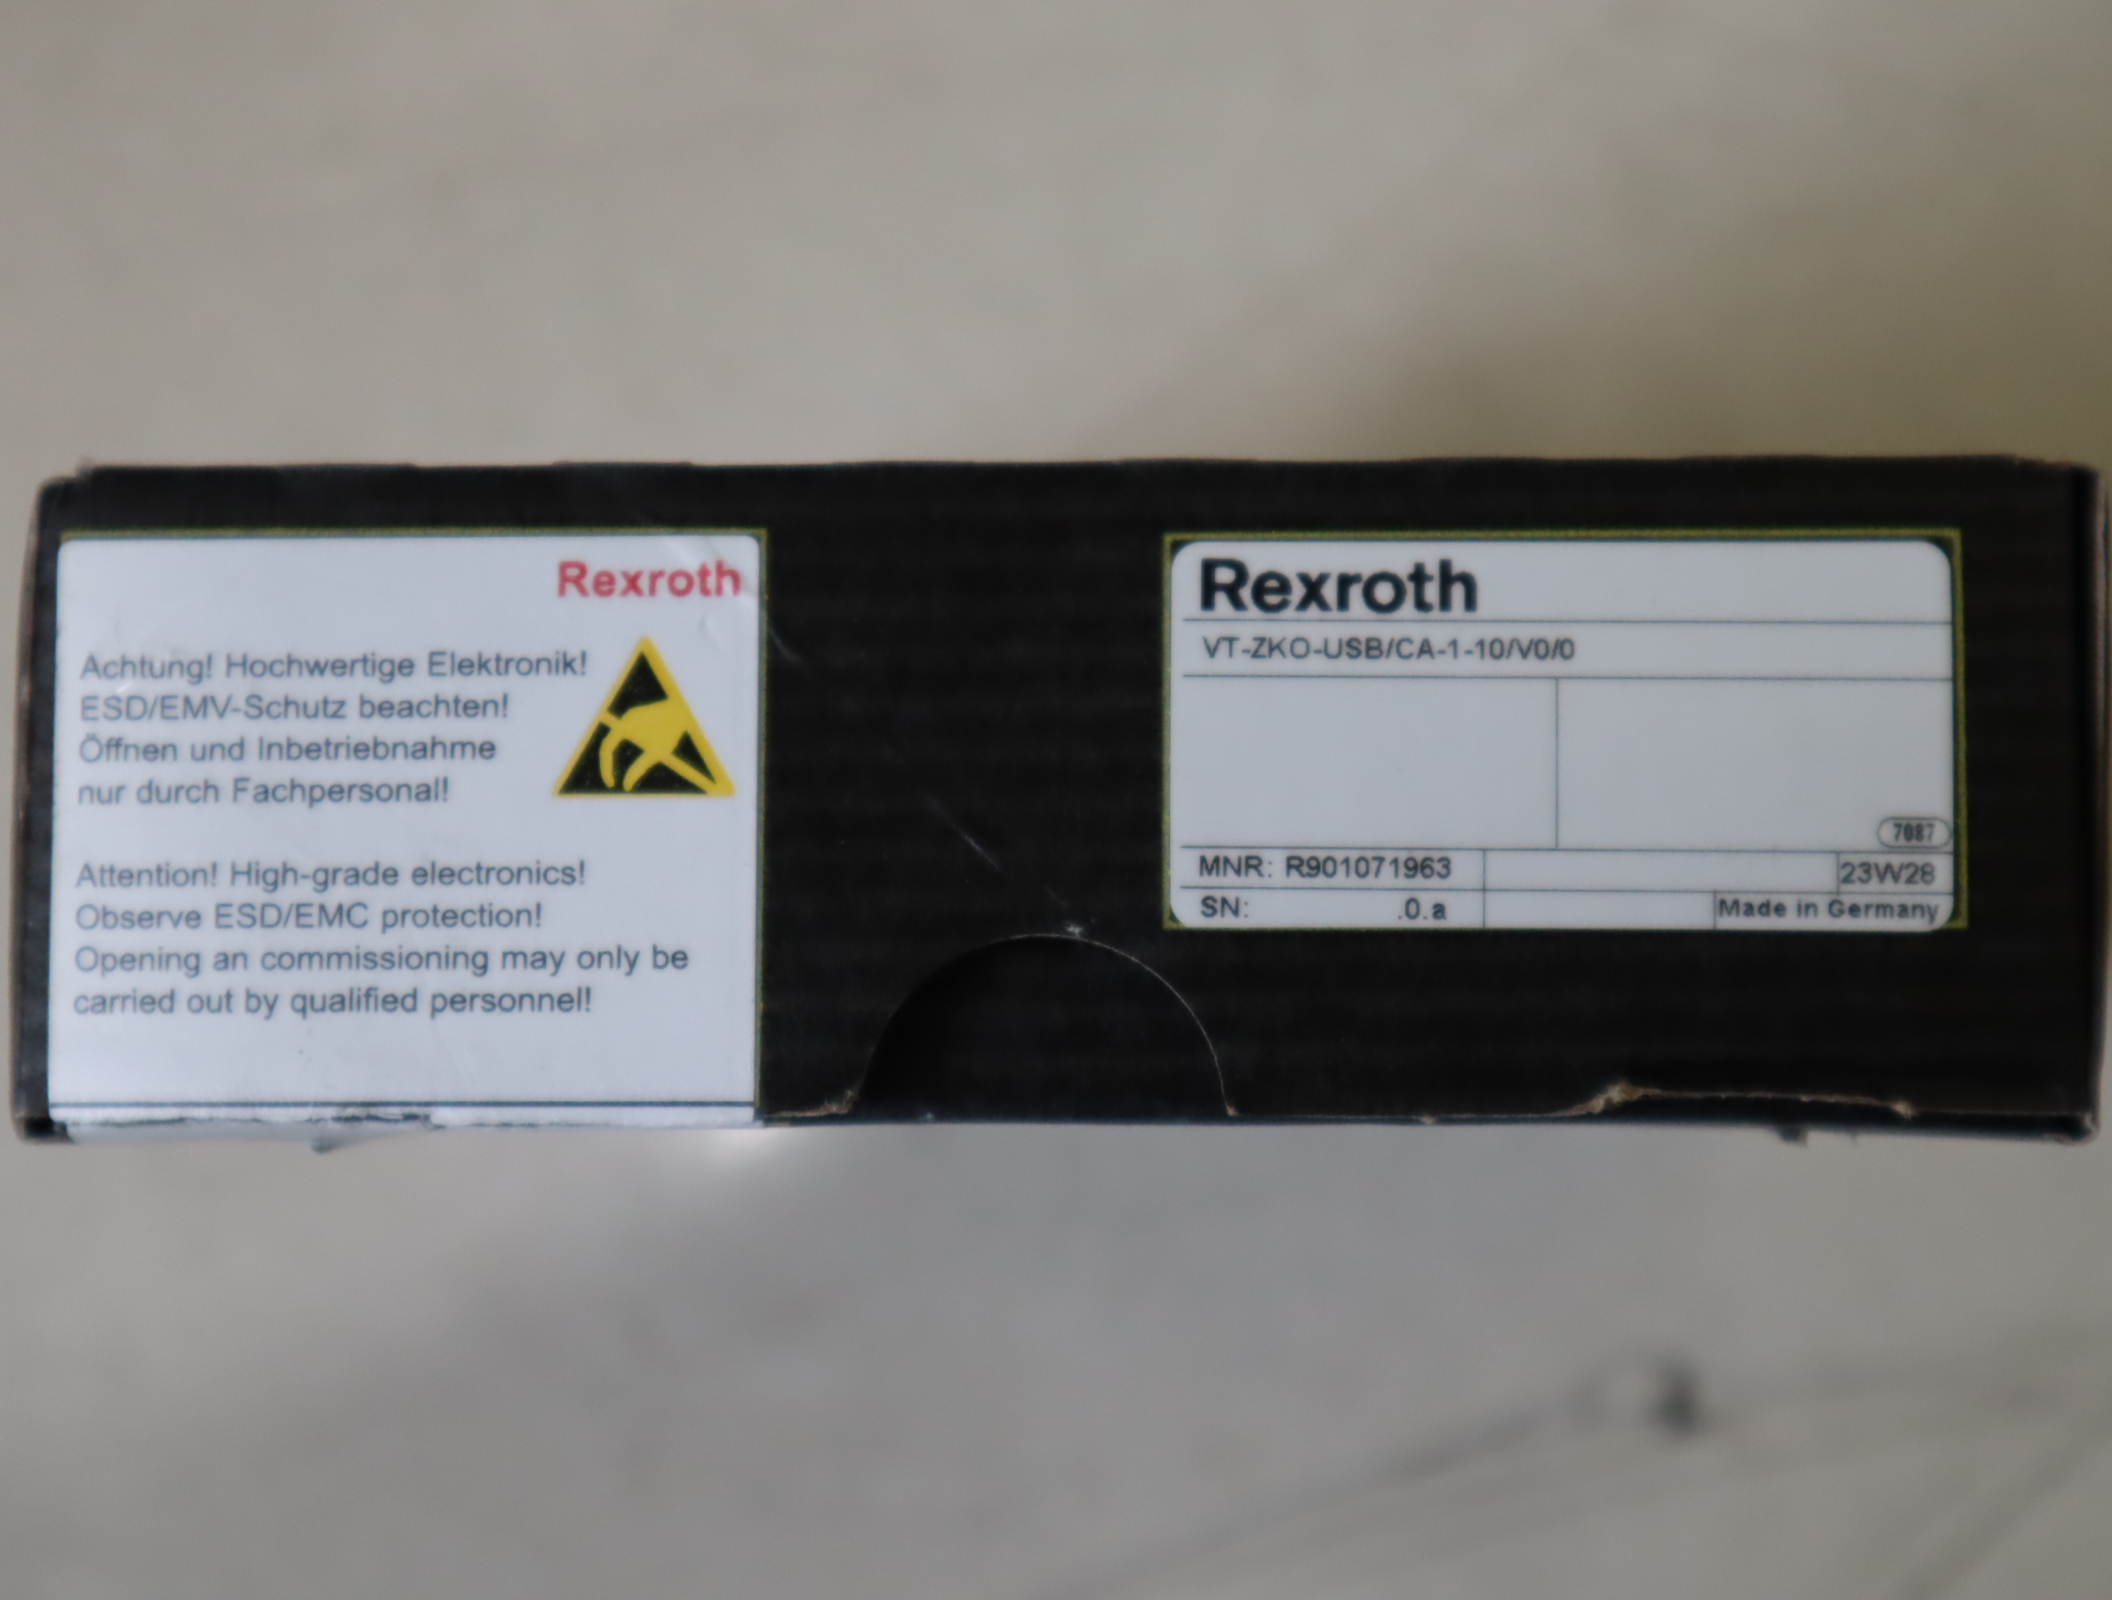 Rexroth
Achtung! Hochwertige Elektronik!
ESD/EMV-Schutz beachten!
Öffnen und Inbetriebnahme
nur durch Fachpersonal!
Attention! High-grade electronics!
Observe ESD/EMC protection!
Opening an commissioning may only be
carried out by qualified personnel!
Rexroth
VT-ZKO-USB/CA-1-10/V0/0
7087
MNR: R901071963
23W28
SN: .0.a
Made in Germany